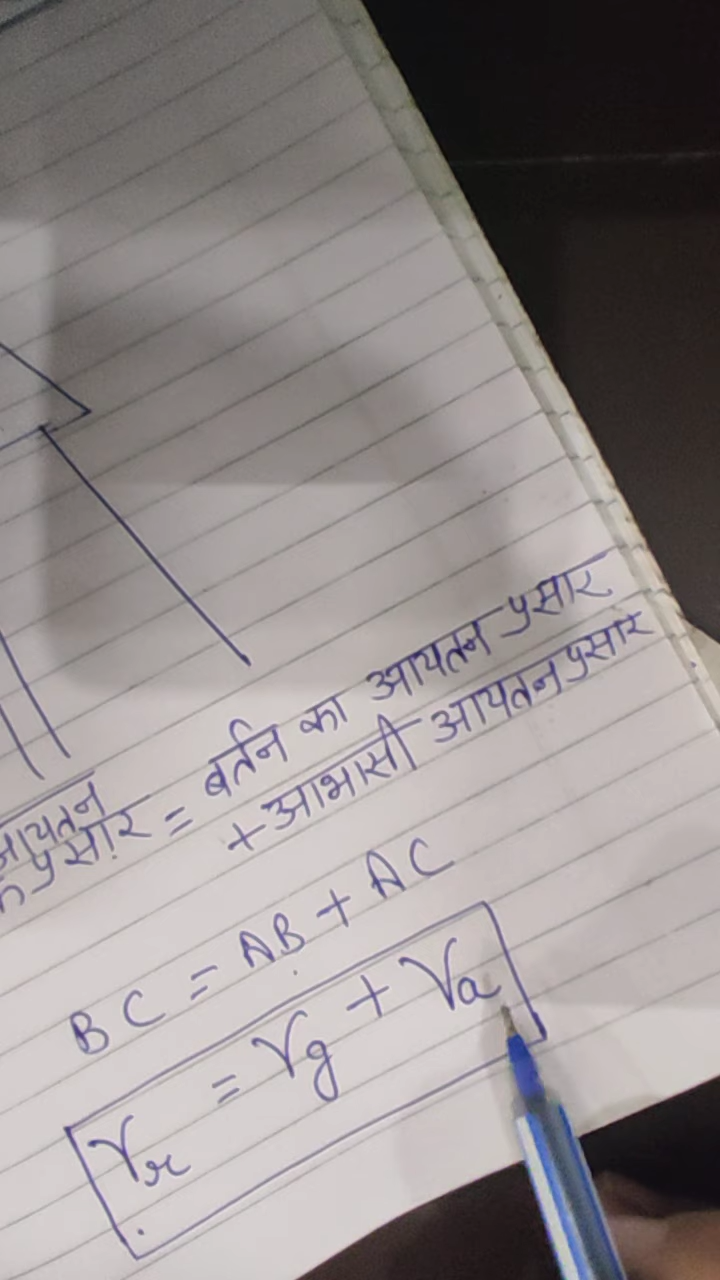 आयतन
प्रसार = बर्तन का आयतन प्रसार
+ आभासी आयतन प्रसार
BC = AB + AC
γr = γg + γa